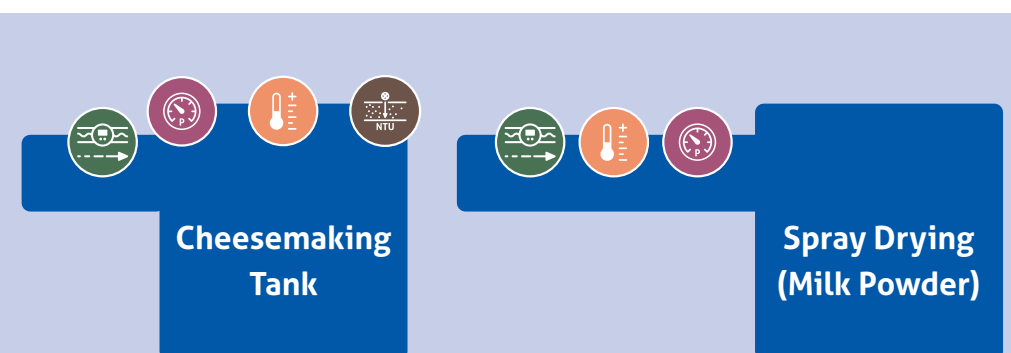 P
NTU
P
Cheesemaking
Tank
Spray Drying
(Milk Powder)